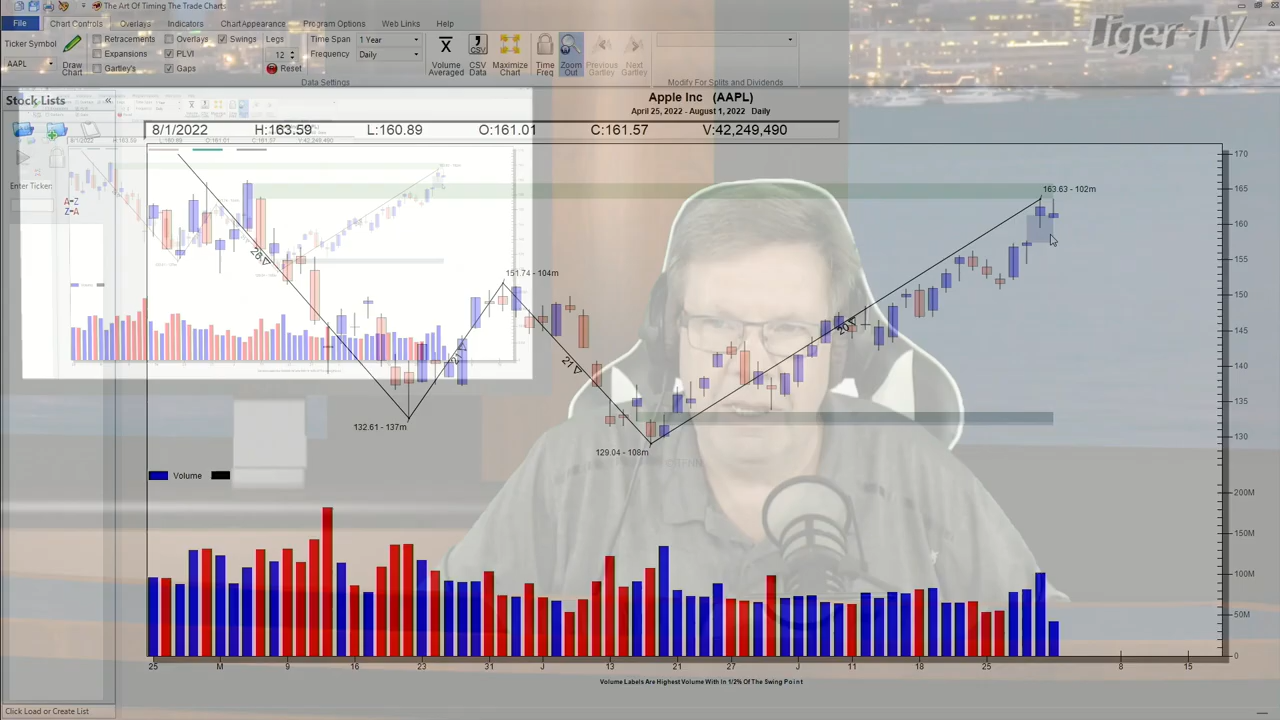 The Art Of Timing The Trade Charts
Tiger-TV
File Chart Controls Overlays Indicators Chart Appearance Program Options Web Links Help
Ticker Symbol Retracements Overlays Swings Legs Time Span 1 Year
Expansions PLVI 12 Frequency Daily
AAPL Draw Chart Gartley's Gaps Reset
Volume Averaged CSV Data Maximize Chart Time Freq Zoom Out Previous Gartley Next Gartley
Data Settings Modify For Splits and Dividends
Stock Lists
Apple Inc (AAPL)
April 25, 2022 - August 1, 2022 Daily
8/1/2022 H:163.59 L:160.89 O:161.01 C:161.57 V:42,249,490
Enter Ticker:
A-Z
Z-A
170
165
160
155
150
145
140
135
130
163.63 - 102m
151.74 - 104m
132.61 - 137m
129.04 - 108m
21
20
Volume
200M
150M
100M
50M
0
25 M 9 16 23 31 J 13 21 27 J 11 18 25 8 15
Volume Labels Are Highest Volume With In 1/2% Of The Swing Point
Click Load or Create List